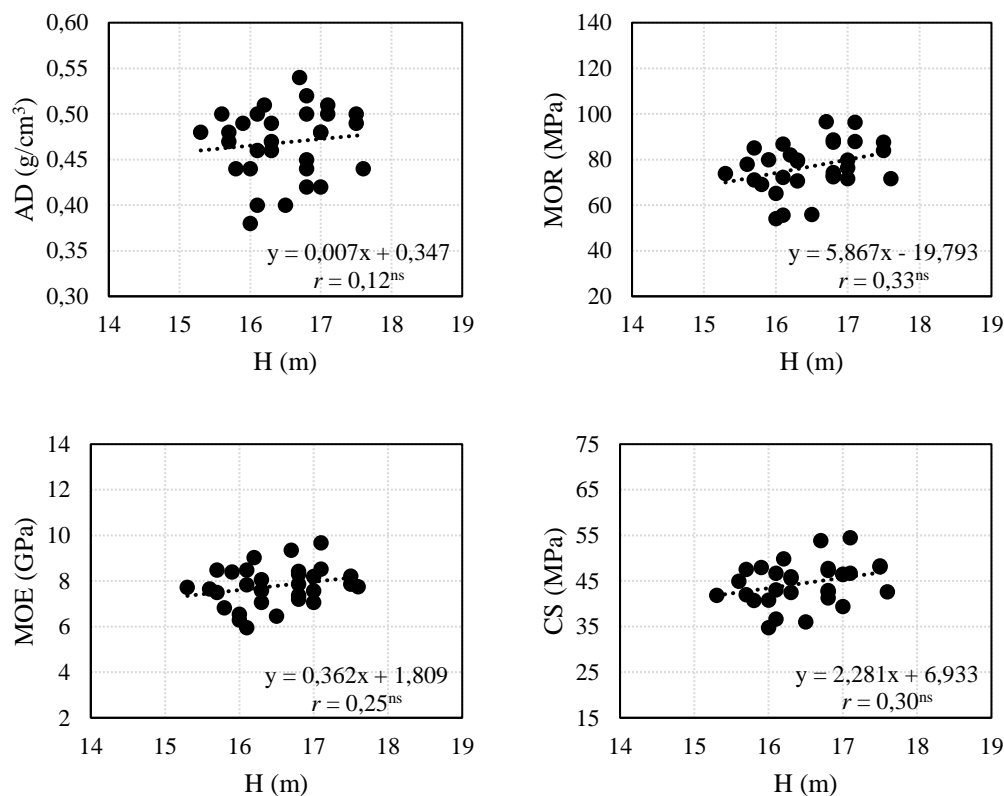 AD (g/cm³)
0,60
0,55
0,50
0,45
0,40
0,35
0,30
y = 0,007x + 0,347
r = 0,12ns
14 15 16 17 18 19
H (m)
MOR (MPa)
140
120
100
80
60
40
20
y = 5,867x - 19,793
r = 0,33ns
14 15 16 17 18 19
H (m)
MOE (GPa)
14
12
10
8
6
4
2
y = 0,362x + 1,809
r = 0,25ns
14 15 16 17 18 19
H (m)
CS (MPa)
75
65
55
45
35
25
15
y = 2,281x + 6,933
r = 0,30ns
14 15 16 17 18 19
H (m)